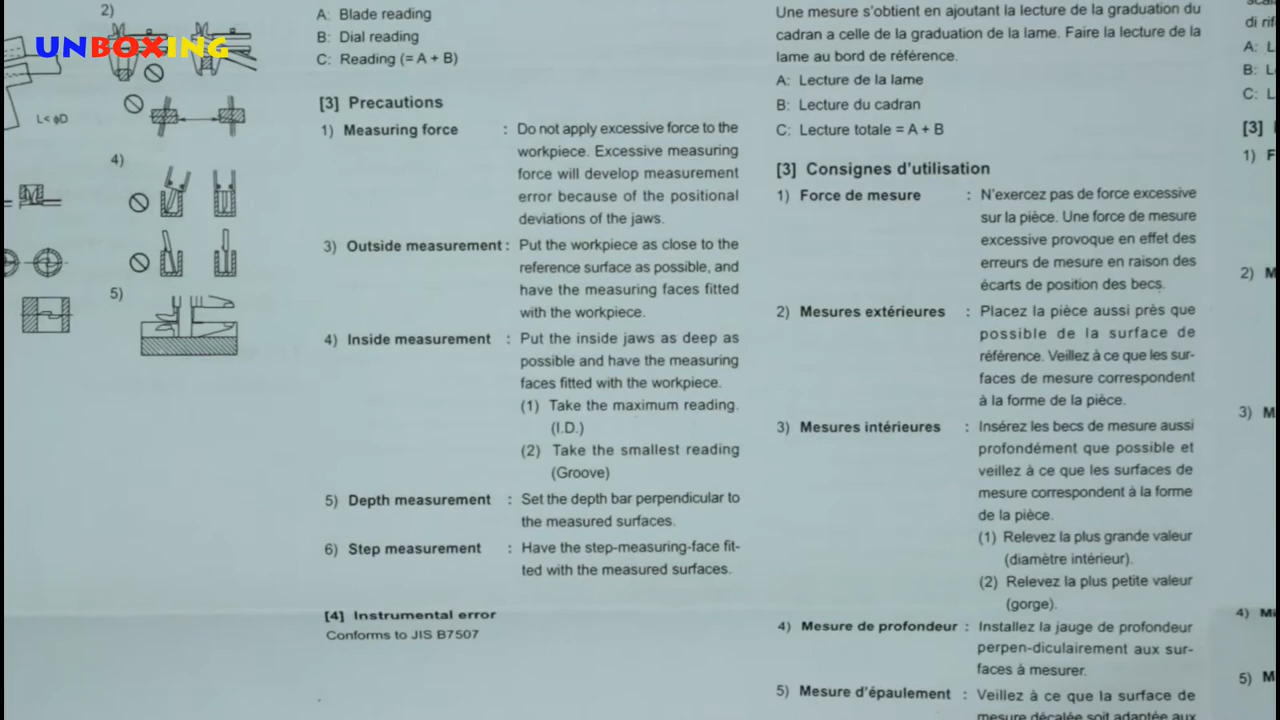 UNBOXING
2)
L< φD
4)
5)
A: Blade reading
B: Dial reading
C: Reading (= A + B)
[3] Precautions
1) Measuring force : Do not apply excessive force to the
workpiece. Excessive measuring
force will develop measurement
error because of the positional
deviations of the jaws.
3) Outside measurement : Put the workpiece as close to the
reference surface as possible, and
have the measuring faces fitted
with the workpiece.
4) Inside measurement : Put the inside jaws as deep as
possible and have the measuring
faces fitted with the workpiece.
(1) Take the maximum reading.
(I.D.)
(2) Take the smallest reading
(Groove)
5) Depth measurement : Set the depth bar perpendicular to
the measured surfaces.
6) Step measurement : Have the step-measuring-face fit-
ted with the measured surfaces.
[4] Instrumental error
Conforms to JIS B7507
Une mesure s'obtient en ajoutant la lecture de la graduation du
cadran a celle de la graduation de la lame. Faire la lecture de la
lame au bord de référence.
A: Lecture de la lame
B: Lecture du cadran
C: Lecture totale = A + B
[3] Consignes d'utilisation
1) Force de mesure : N'exercez pas de force excessive
sur la pièce. Une force de mesure
excessive provoque en effet des
erreurs de mesure en raison des
écarts de position des becs.
2) Mesures extérieures : Placez la pièce aussi près que
possible de la surface de
référence. Veillez à ce que les sur-
faces de mesure correspondent
à la forme de la pièce.
3) Mesures intérieures : Insérez les becs de mesure aussi
profondément que possible et
veillez à ce que les surfaces de
mesure correspondent à la forme
de la pièce.
(1) Relevez la plus grande valeur
(diamètre intérieur).
(2) Relevez la plus petite valeur
(gorge).
4) Mesure de profondeur : Installez la jauge de profondeur
perpen-diculairement aux sur-
faces à mesurer.
5) Mesure d'épaulement : Veillez à ce que la surface de
mesure décalée soit adaptée aux
di rif
A: L
B: L
C: L
[3]
1) F
2) M
3) M
4) M
5) M